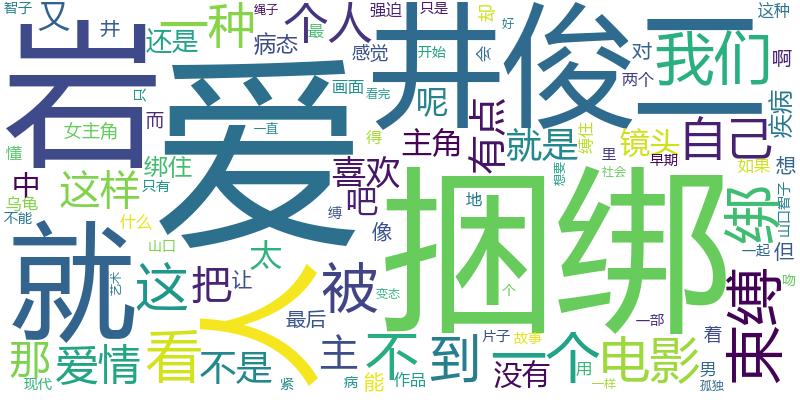 智子
又
井
一种
绳子
个人
强迫
最
只是
却
好
这种
岩
还是
病态
感觉
开始
会
井
俊二
对
我们
两个
啊
爱
画面
看完
呢
有点
疾病
只
女主角
而
一直
得
主角
就是
缚住
镜头
自己
懂
中
绑住
喜欢
里
早期
如果
想
这样
只有
想要
社会
乌龟
不能
什么
缚
吧
像
地
捆绑
绑
山口智子
就
山口
太
一起
但
艺术
这
把
让
人
被
变态
个
束缚
吻
那
爱情
看
不是
最后
主
不
到
一个
片子
故事
一部
电影
着
男
现代
紧
病
能
作品
没有
用
一样
孤独